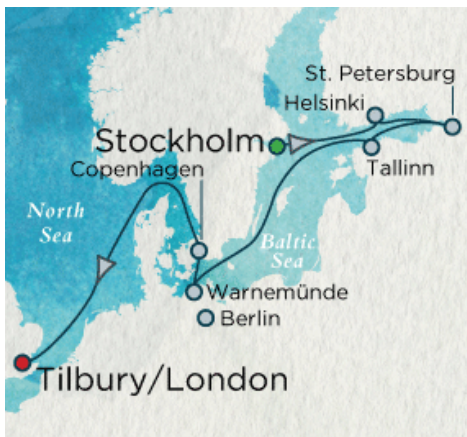 St. Petersburg
Helsinki
Stockholm
Copenhagen
Tallinn
North
Sea
Baltic
Sea
Warnemünde
Berlin
Tilbury/London